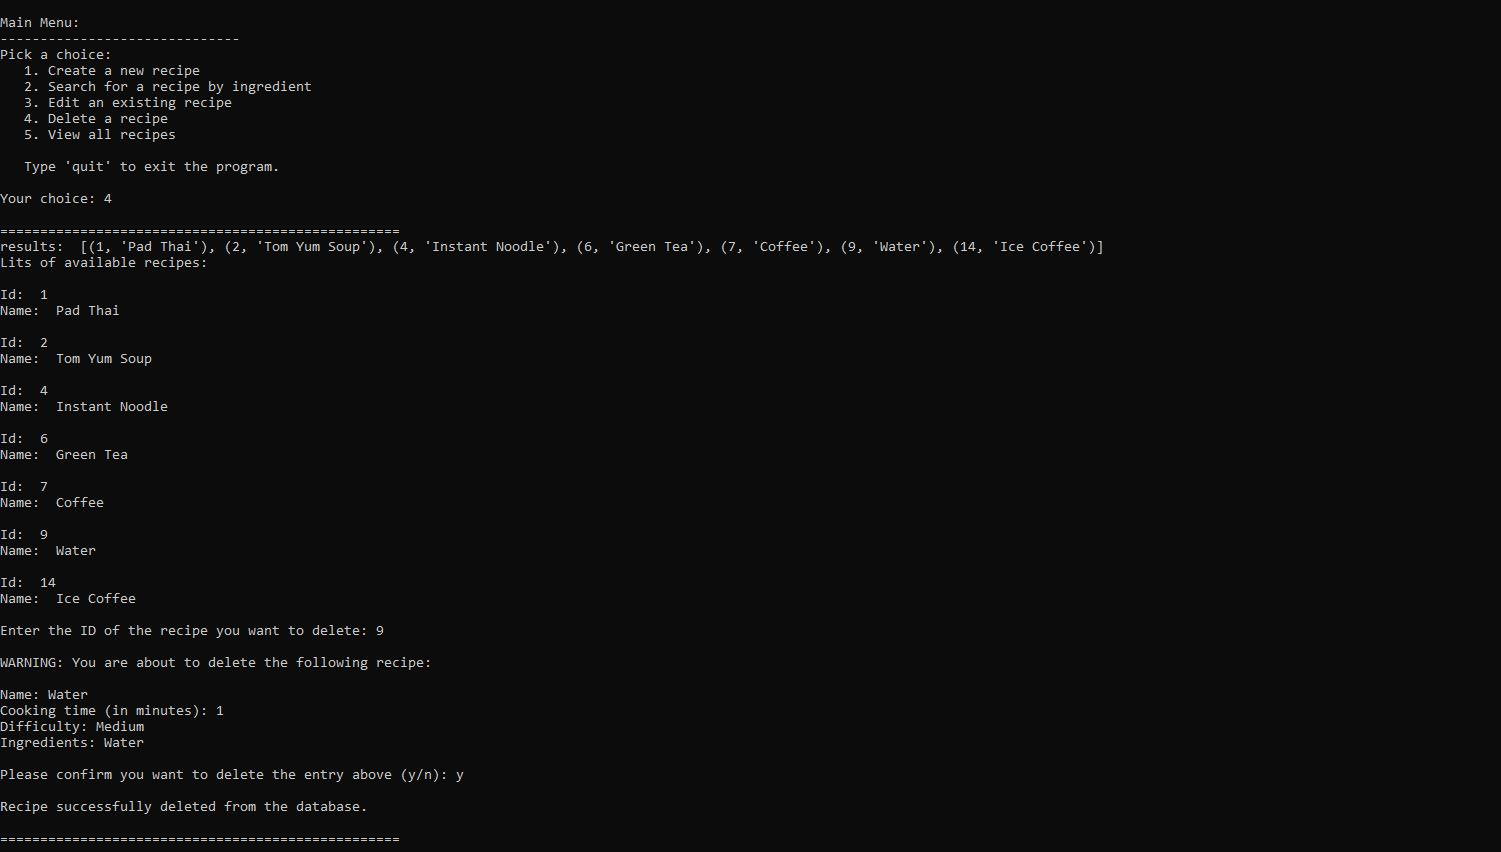 Main Menu:
------------------------------
Pick a choice:
   1. Create a new recipe
   2. Search for a recipe by ingredient
   3. Edit an existing recipe
   4. Delete a recipe
   5. View all recipes
   Type 'quit' to exit the program.
Your choice: 4
==================================================
results:  [(1, 'Pad Thai'), (2, 'Tom Yum Soup'), (4, 'Instant Noodle'), (6, 'Green Tea'), (7, 'Coffee'), (9, 'Water'), (14, 'Ice Coffee')]
Lits of available recipes:
Id:  1
Name:  Pad Thai
Id:  2
Name:  Tom Yum Soup
Id:  4
Name:  Instant Noodle
Id:  6
Name:  Green Tea
Id:  7
Name:  Coffee
Id:  9
Name:  Water
Id:  14
Name:  Ice Coffee
Enter the ID of the recipe you want to delete: 9
WARNING: You are about to delete the following recipe:
Name: Water
Cooking time (in minutes): 1
Difficulty: Medium
Ingredients: Water
Please confirm you want to delete the entry above (y/n): y
Recipe successfully deleted from the database.
==================================================